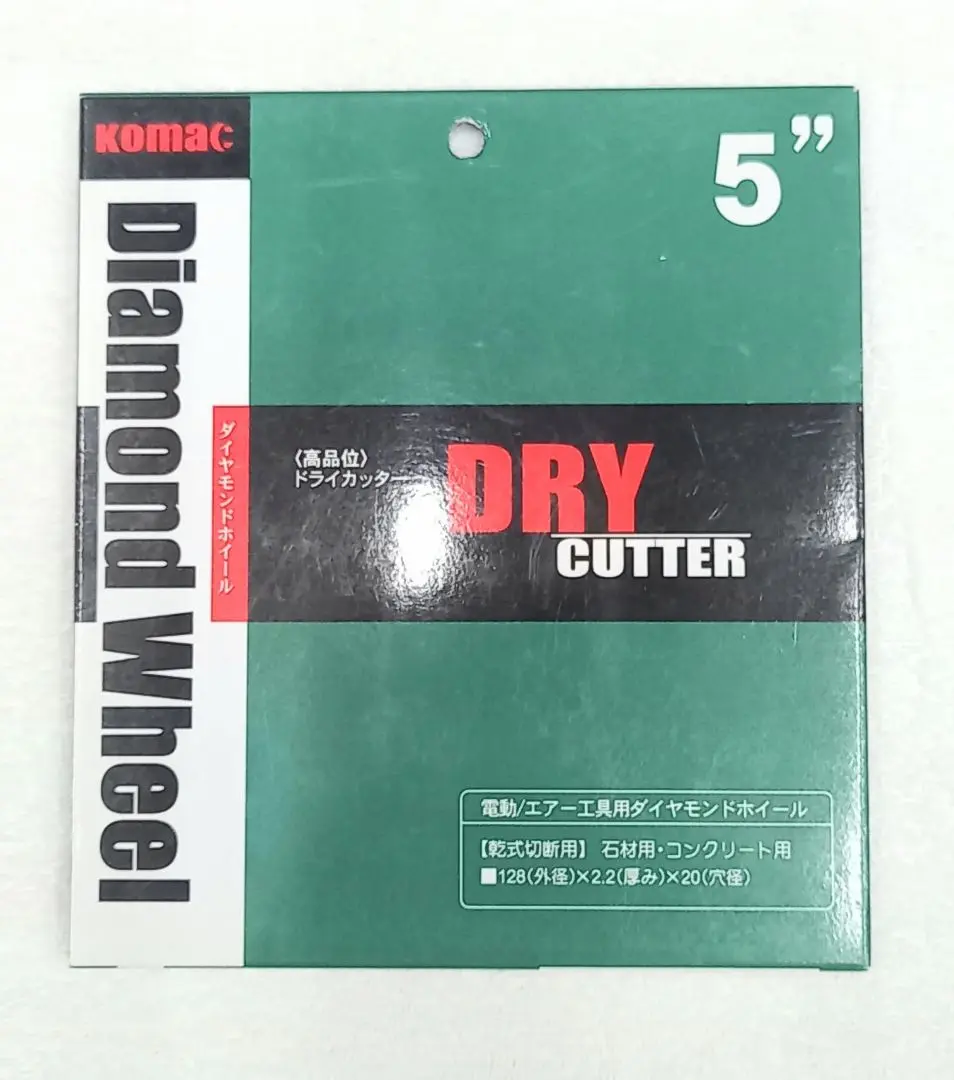 Komac
5”
Diamond Wheel
ダイヤモンドホイール
〈高品位〉
ドライカッター
DRY
CUTTER
電動/エアー工具用ダイヤモンドホイール
【乾式切断用】 石材用・コンクリート用
■128(外径)×2.2(厚み)×20(穴径)